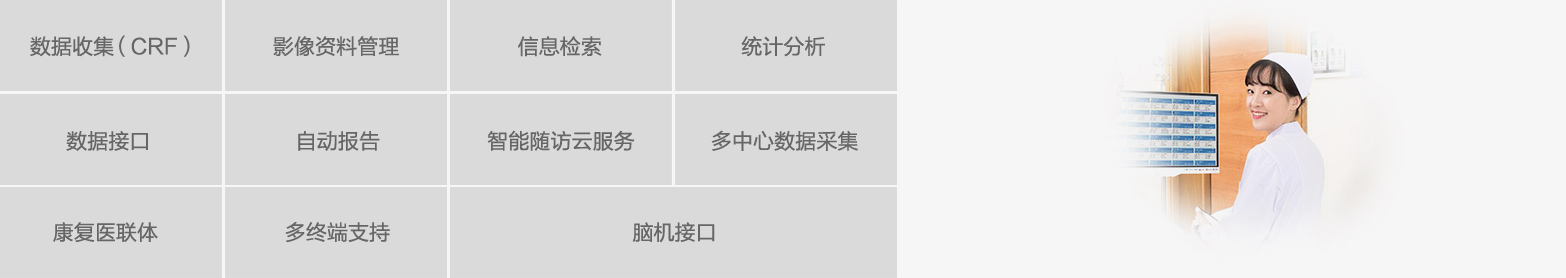 数据收集（CRF）
影像资料管理
信息检索
统计分析
数据接口
自动报告
智能随访云服务
多中心数据采集
康复医联体
多终端支持
脑机接口